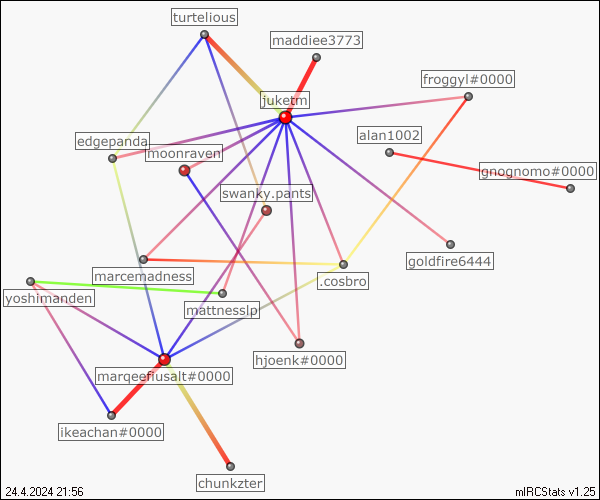 turtelious
maddiee3773
froggyl#0000
juketm
alan1002
edgepanda
moonraven
gnognomo#0000
swanky.pants
goldfire6444
marcemadness
.cosbro
yoshimanden
mattnesslp
hjoenk#0000
marqeefiusalt#0000
ikeachan#0000
chunkzter
24.4.2024 21:56
mIRCStats v1.25